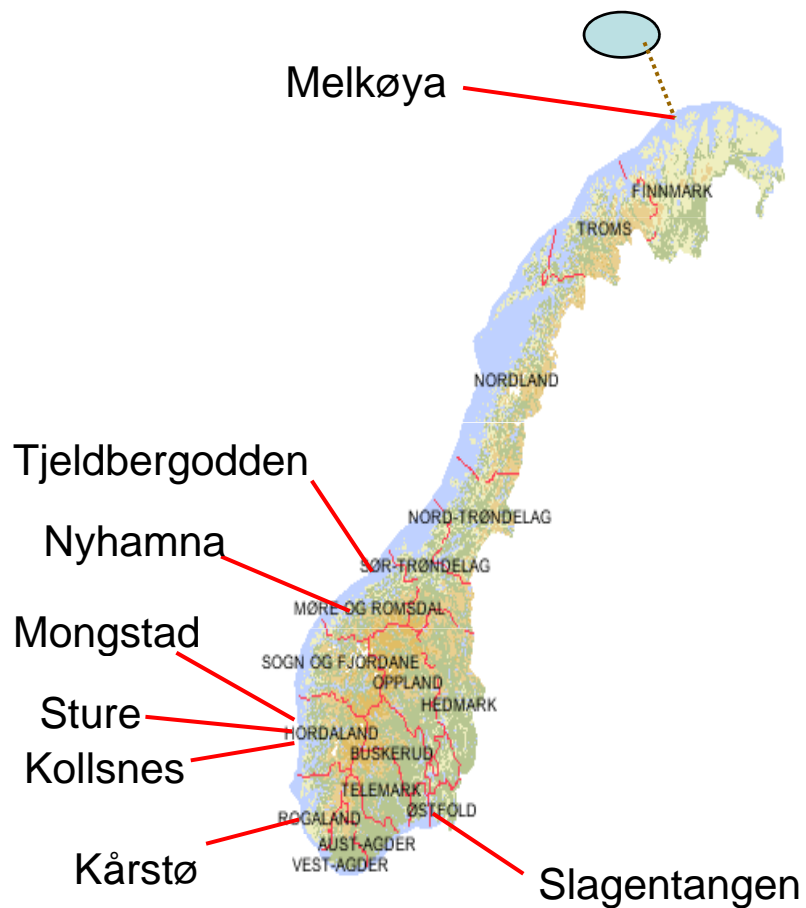 Melkøya
FINNMARK
TROMS
NORDLAND
Tjeldbergodden
NORD-TRØNDELAG
Nyhamna
SØR-TRØNDELAG
MØRE OG ROMSDAL
Mongstad
SOGN OG FJORDANE
OPPLAND
HEDMARK
Sture
HORDALAND
BUSKERUD
Kollsnes
TELEMARK
ØSTFOLD
ROGALAND
AUST-AGDER
VEST-AGDER
Kårstø
Slagentangen